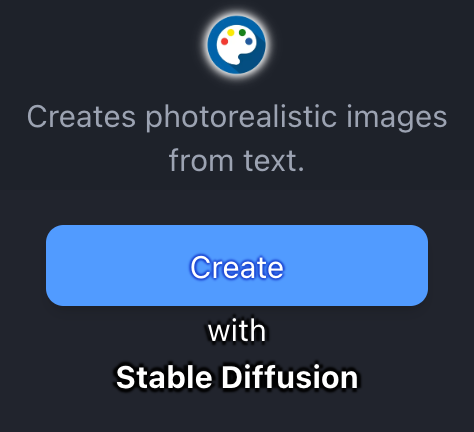 Creates photorealistic images
from text.
Create
with
Stable Diffusion